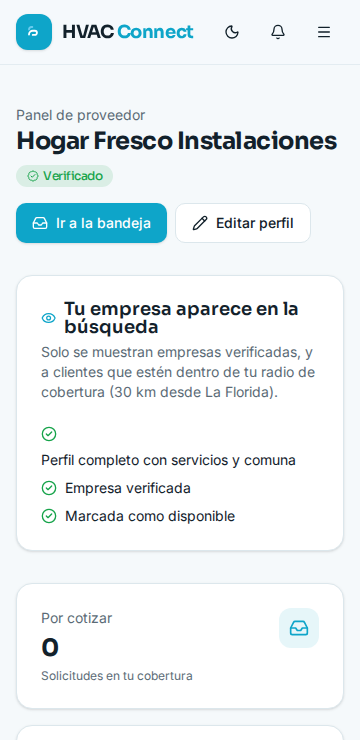 HVAC Connect
Panel de proveedor
Hogar Fresco Instalaciones
Verificado
Ir a la bandeja
Editar perfil
Tu empresa aparece en la
búsqueda
Solo se muestran empresas verificadas, y
a clientes que estén dentro de tu radio de
cobertura (30 km desde La Florida).
Perfil completo con servicios y comuna
Empresa verificada
Marcada como disponible
Por cotizar
0
Solicitudes en tu cobertura